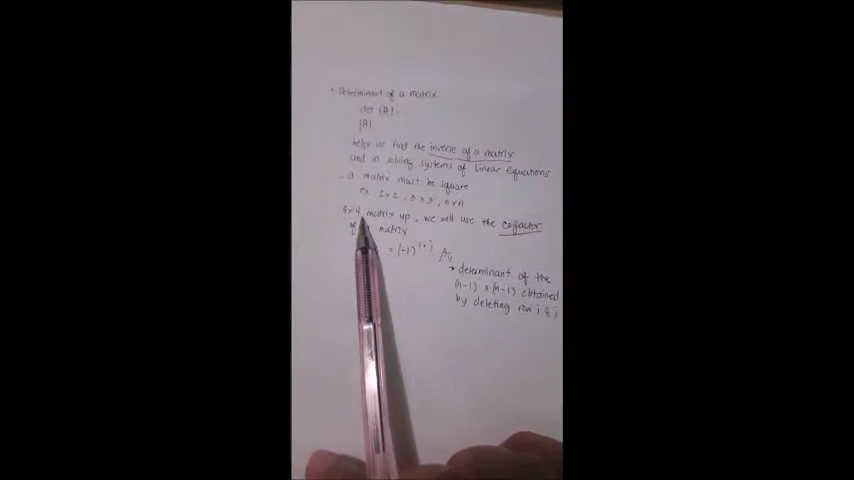 • Determinant of a matrix
det (A)
|A|
helps us find the inverse of a matrix
and in solving systems of linear equations
- a matrix must be square
ex 2x2, 3x3, 4x4
4x4 matrix up, we will use the cofactor
of matrix
= (-1)^i+j
→ determinant of the
(n-1) x (n-1) obtained
by deleting row i & j